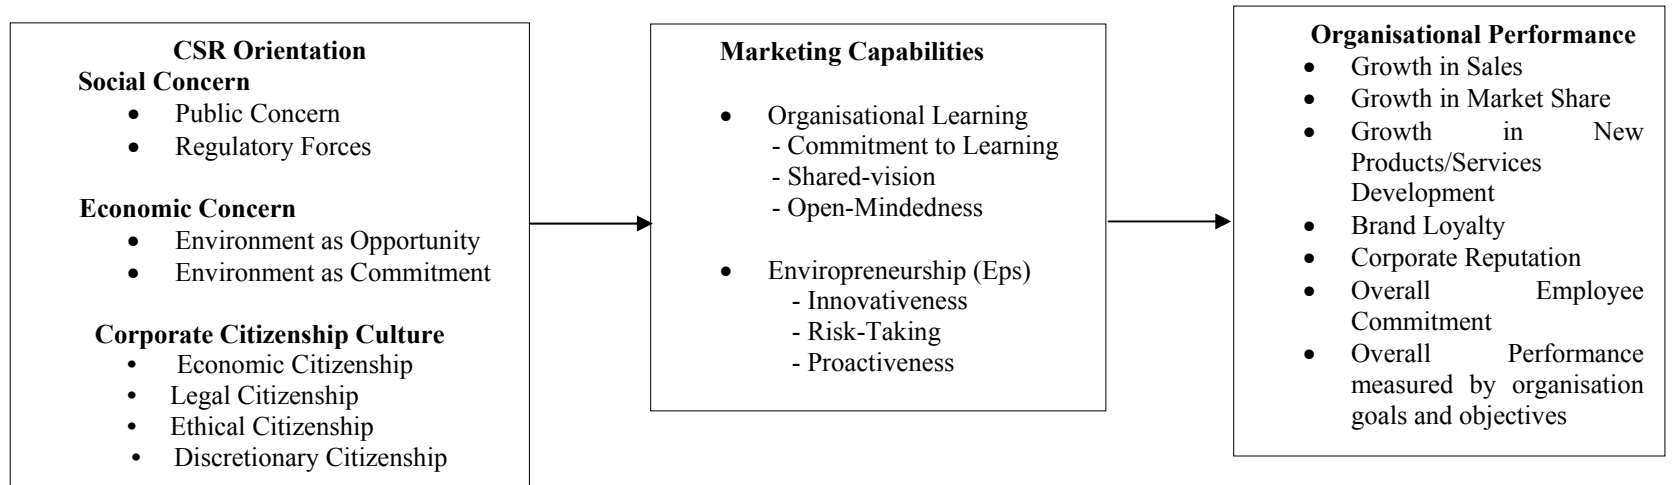 CSR Orientation
Social Concern
• Public Concern
• Regulatory Forces
Economic Concern
• Environment as Opportunity
• Environment as Commitment
Corporate Citizenship Culture
• Economic Citizenship
• Legal Citizenship
• Ethical Citizenship
• Discretionary Citizenship
Marketing Capabilities
• Organisational Learning
- Commitment to Learning
- Shared-vision
- Open-Mindedness
• Enviropreneurship (Eps)
- Innovativeness
- Risk-Taking
- Proactiveness
Organisational Performance
• Growth in Sales
• Growth in Market Share
• Growth in New
Products/Services
Development
• Brand Loyalty
• Corporate Reputation
• Overall Employee
Commitment
• Overall Performance
measured by organisation
goals and objectives